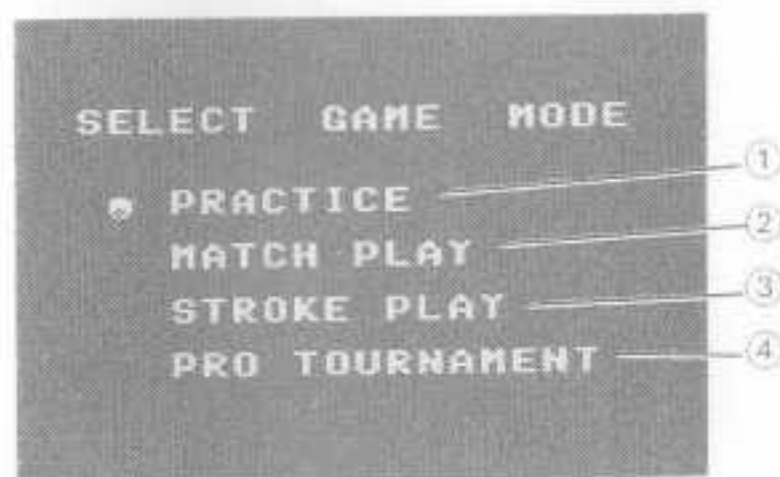 SELECT GAME MODE
PRACTICE ①
MATCH PLAY ②
STROKE PLAY ③
PRO TOURNAMENT ④